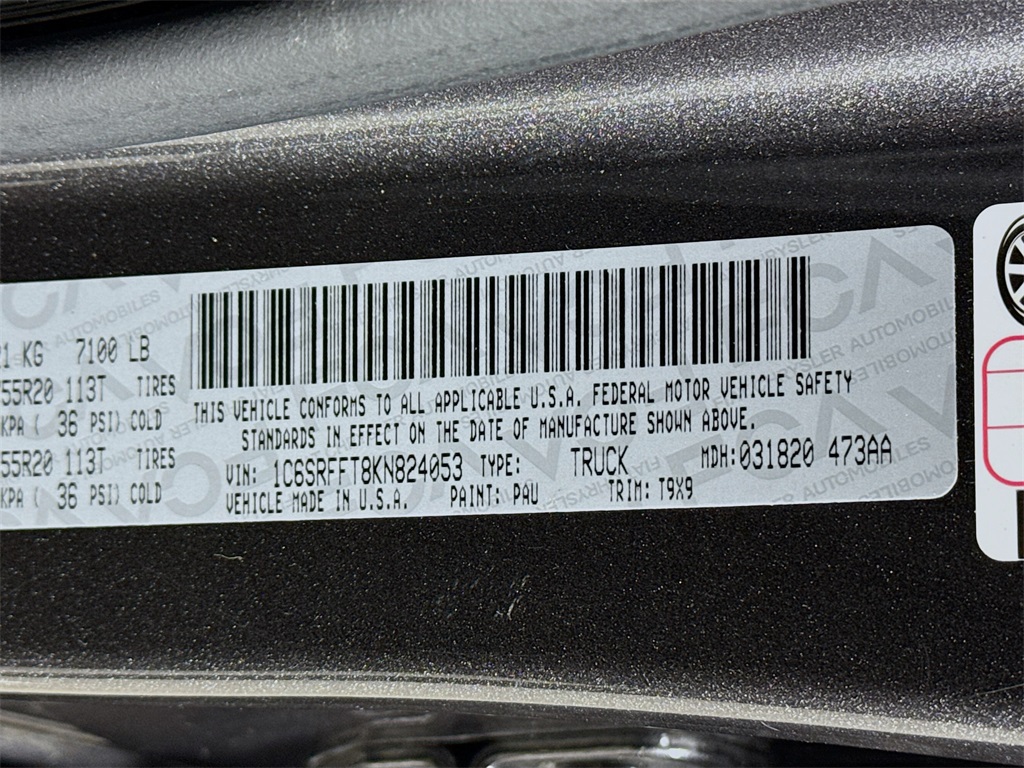 21 KG 7100 LB
55R20 113T TIRES
KPA ( 36 PSI) COLD
55R20 113T TIRES
KPA ( 36 PSI) COLD
THIS VEHICLE CONFORMS TO ALL APPLICABLE U.S.A. FEDERAL MOTOR VEHICLE SAFETY
STANDARDS IN EFFECT ON THE DATE OF MANUFACTURE SHOWN ABOVE.
VIN: 1C6SRFFT8KN824053 TYPE: TRUCK MDH:031820 473AA
VEHICLE MADE IN U.S.A. PAINT: PAU TRIM: T9X9